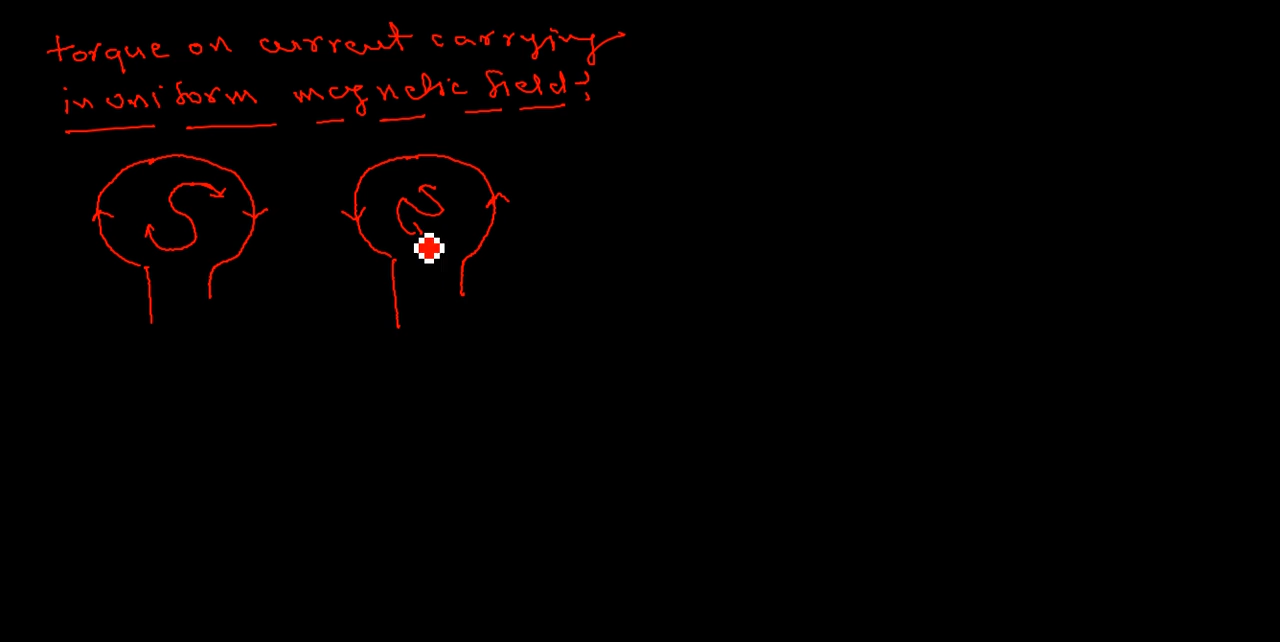 torque on current carrying
in uniform magnetic field:
S